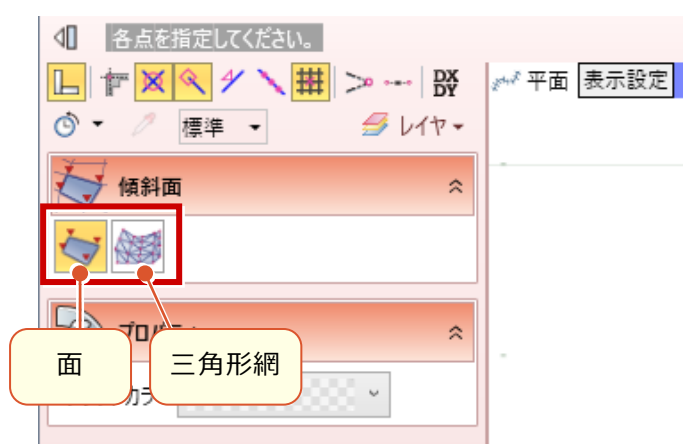 各点を指定してください。
DX
DY
平面 表示設定
標準 レイヤ
傾斜面
面 三角形網